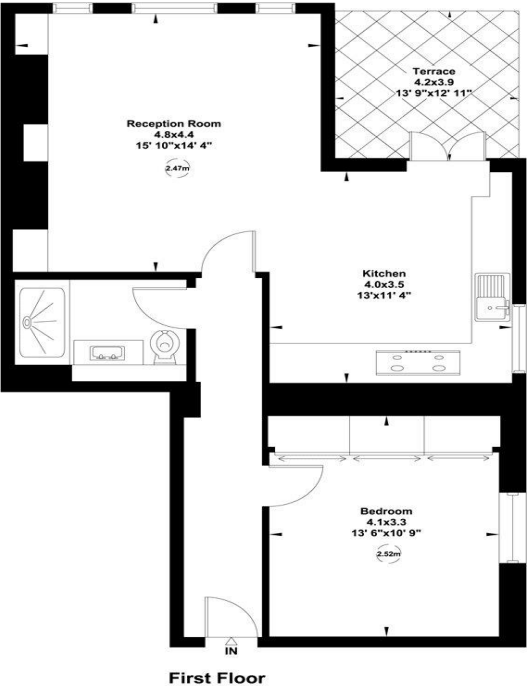 Terrace
4.2x3.9
13' 9"x12' 11"
Reception Room
4.8x4.4
15' 10"x14' 4"
2.47m
Kitchen
4.0x3.5
13'x11' 4"
Bedroom
4.1x3.3
13' 6"x10' 9"
2.52m
IN
First Floor